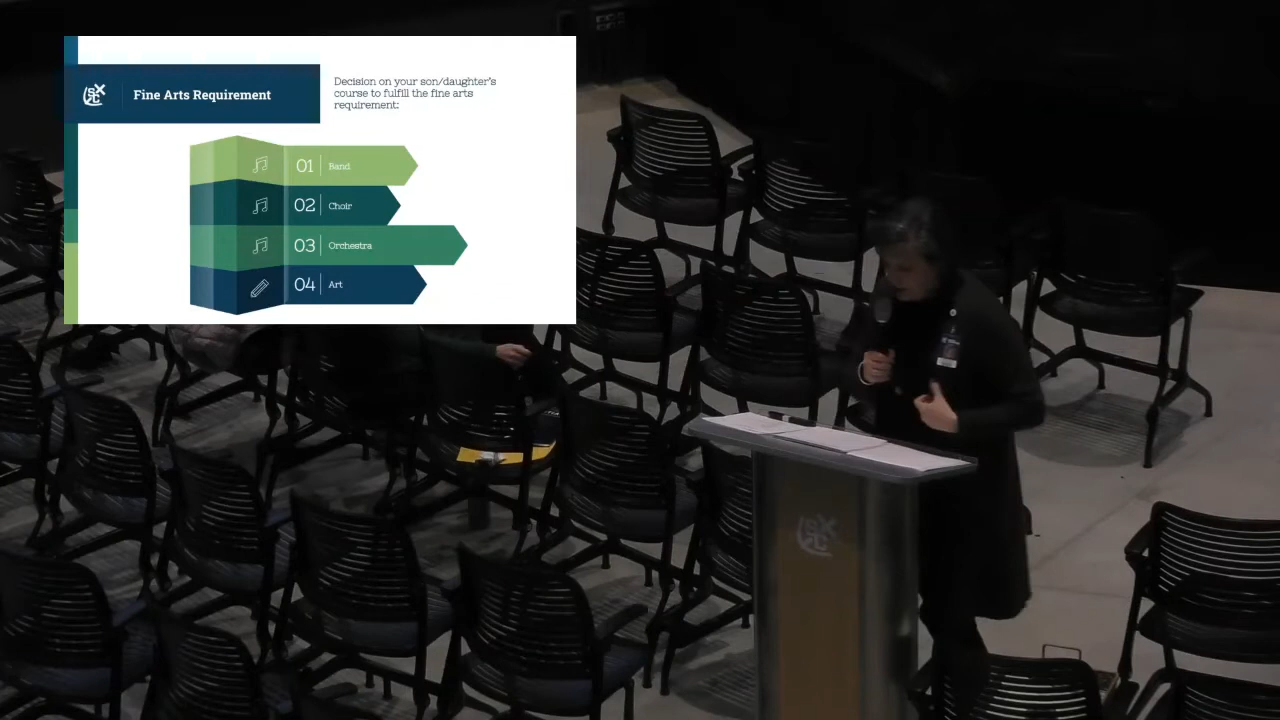 Fine Arts Requirement
Decision on your son/daughter's
course to fulfill the fine arts
requirement:
01 Band
02 Choir
03 Orchestra
04 Art